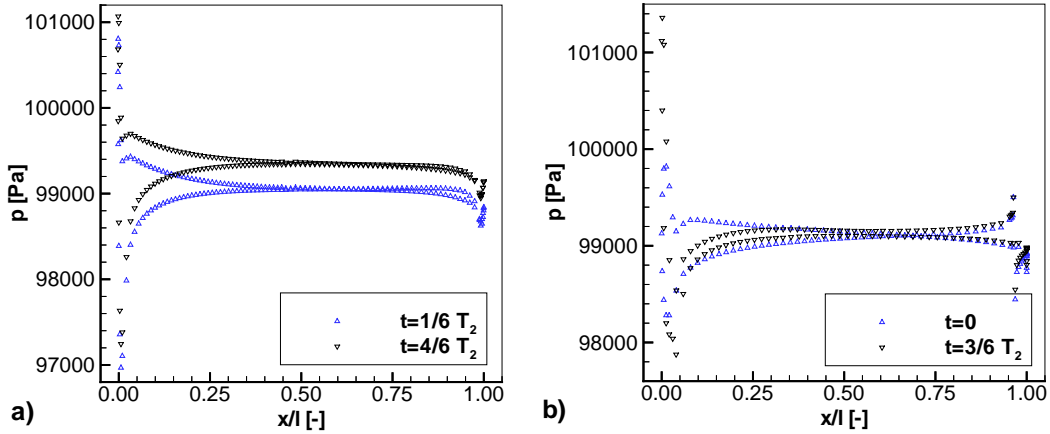 101000
100000
99000
98000
97000
p [Pa]
0.00 0.25 0.50 0.75 1.00
x/l [-]
t=1/6 T2
t=4/6 T2
a)
101000
100000
99000
98000
p [Pa]
0.00 0.25 0.50 0.75 1.00
x/l [-]
t=0
t=3/6 T2
b)